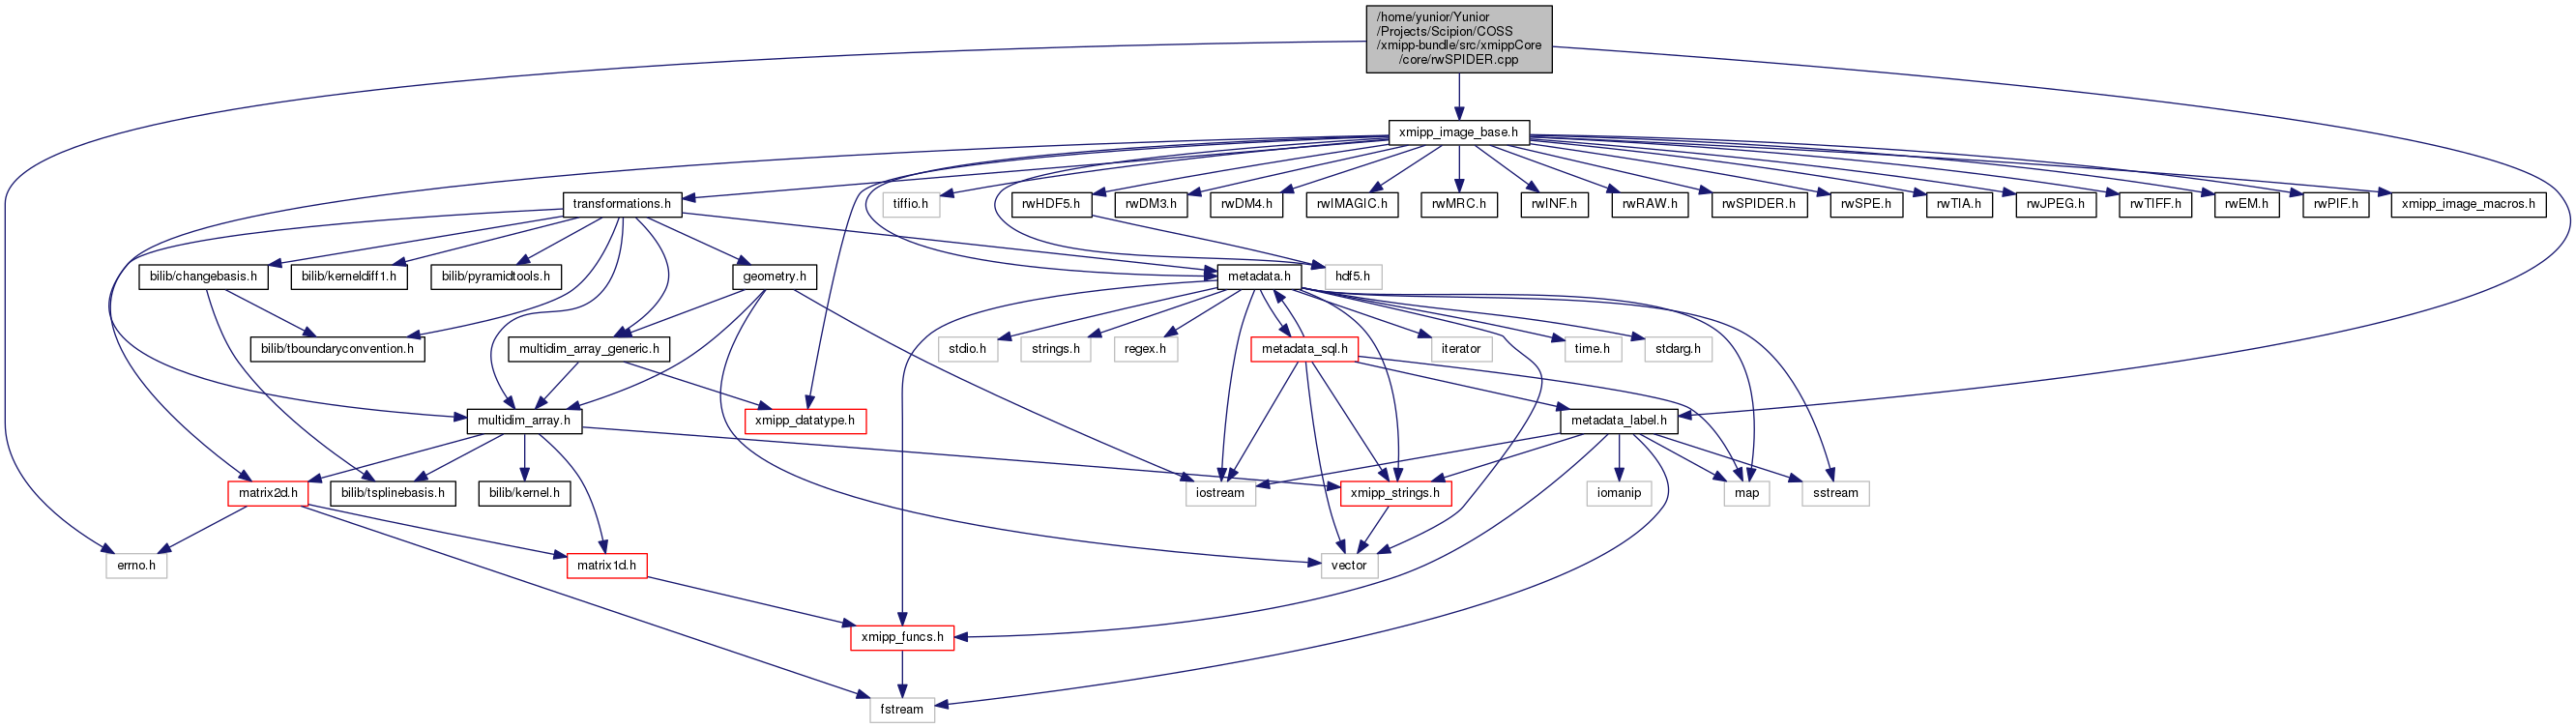 /home/yunior/Yunior
/Projects/Scipion/COSS
/xmipp-bundle/src/xmippCore
/core/rwSPIDER.cpp
xmipp_image_base.h
transformations.h
tiffio.h
rwHDF5.h
rwDM3.h
rwDM4.h
rwIMAGIC.h
rwMRC.h
rwINF.h
rwRAW.h
rwSPIDER.h
rwSPE.h
rwTIA.h
rwJPEG.h
rwTIFF.h
rwEM.h
rwPIF.h
xmipp_image_macros.h
bilib/changebasis.h
bilib/kerneldiff1.h
bilib/pyramidtools.h
geometry.h
metadata.h
hdf5.h
bilib/tboundaryconvention.h
multidim_array_generic.h
stdio.h
strings.h
regex.h
metadata_sql.h
iterator
time.h
stdarg.h
multidim_array.h
xmipp_datatype.h
metadata_label.h
matrix2d.h
bilib/tsplinebasis.h
bilib/kernel.h
iostream
xmipp_strings.h
iomanip
map
sstream
errno.h
matrix1d.h
vector
xmipp_funcs.h
fstream